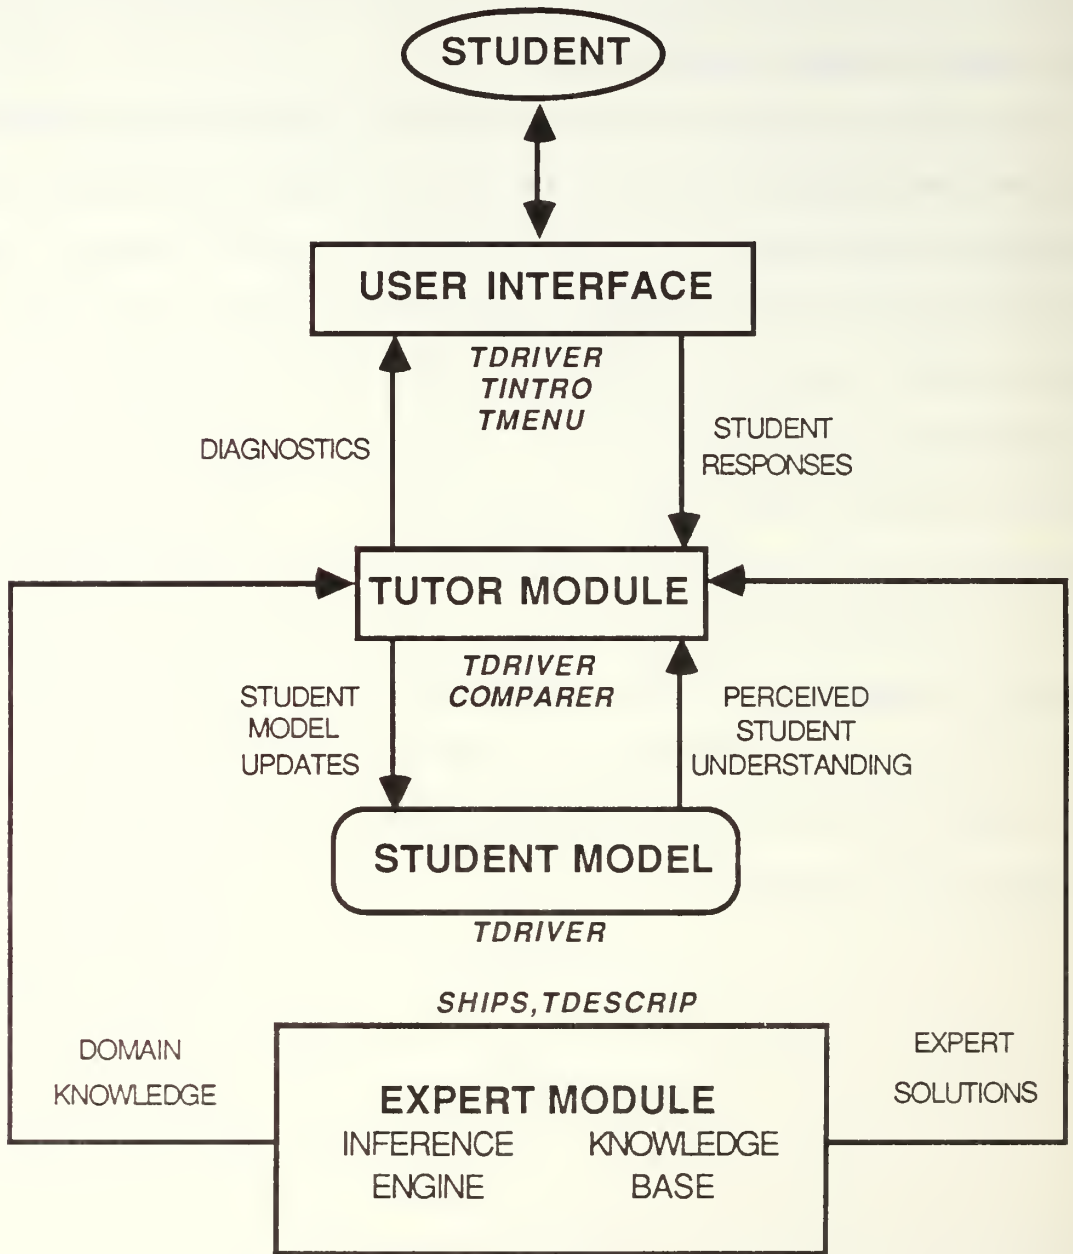 STUDENT
USER INTERFACE
TDRIVER
TINTRO
TMENU
DIAGNOSTICS
STUDENT
RESPONSES
TUTOR MODULE
TDRIVER
COMPARER
STUDENT
MODEL
UPDATES
PERCEIVED
STUDENT
UNDERSTANDING
STUDENT MODEL
TDRIVER
SHIPS, TDESCRIP
DOMAIN
KNOWLEDGE
EXPERT
SOLUTIONS
EXPERT MODULE
INFERENCE
ENGINE
KNOWLEDGE
BASE